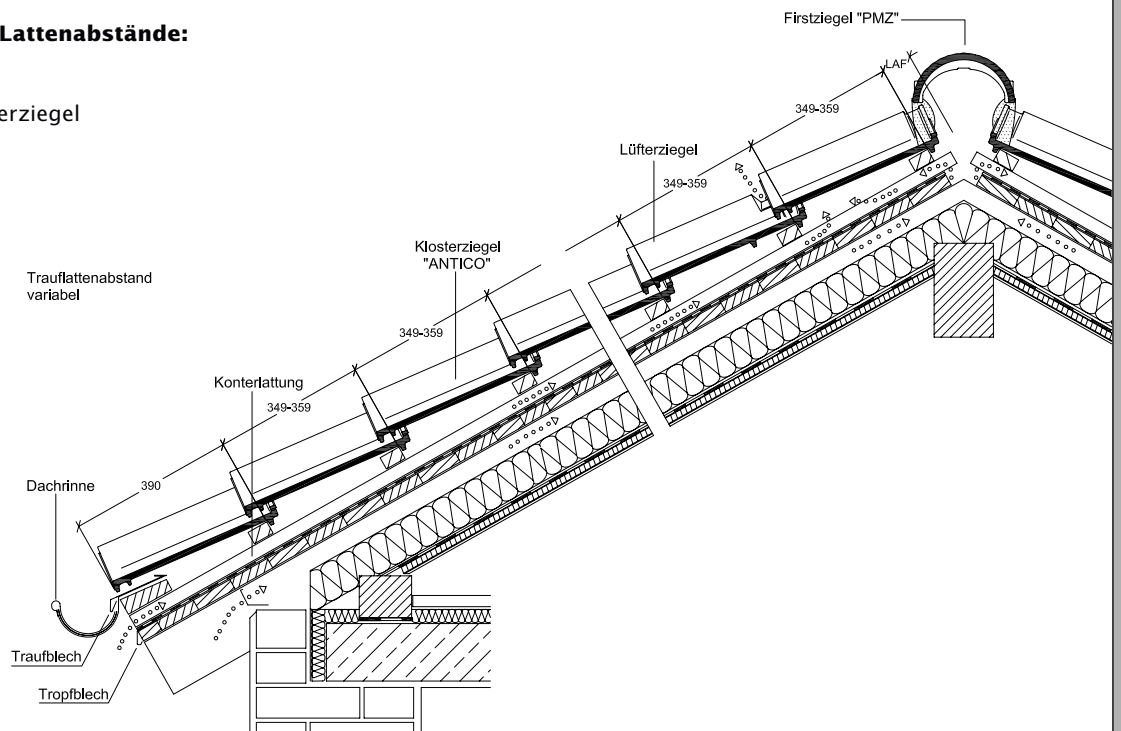 Lattenabstände:
erziegel
Firstziegel "PMZ"
LAF
349-359
Lüfterziegel
349-359
Klosterziegel
"ANTICO"
Trauflattenabstand
variabel
349-359
Konterlattung
349-359
390
Dachrinne
Traufblech
Tropfblech